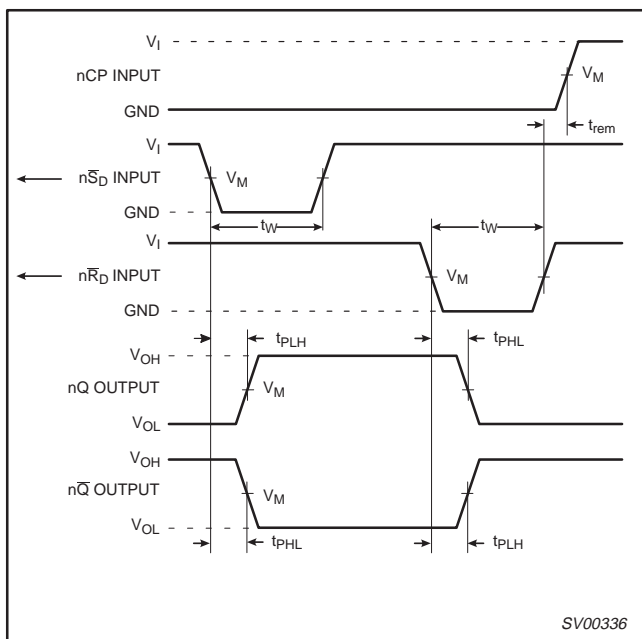 V_I
nCP INPUT
V_M
GND
t_rem
V_I
nS̅_D INPUT
V_M
GND
t_W
t_W
V_I
nR̅_D INPUT
V_M
GND
t_PLH
t_PHL
V_OH
nQ OUTPUT
V_M
V_OL
V_OH
nQ̅ OUTPUT
V_M
V_OL
t_PHL
t_PLH
SV00336